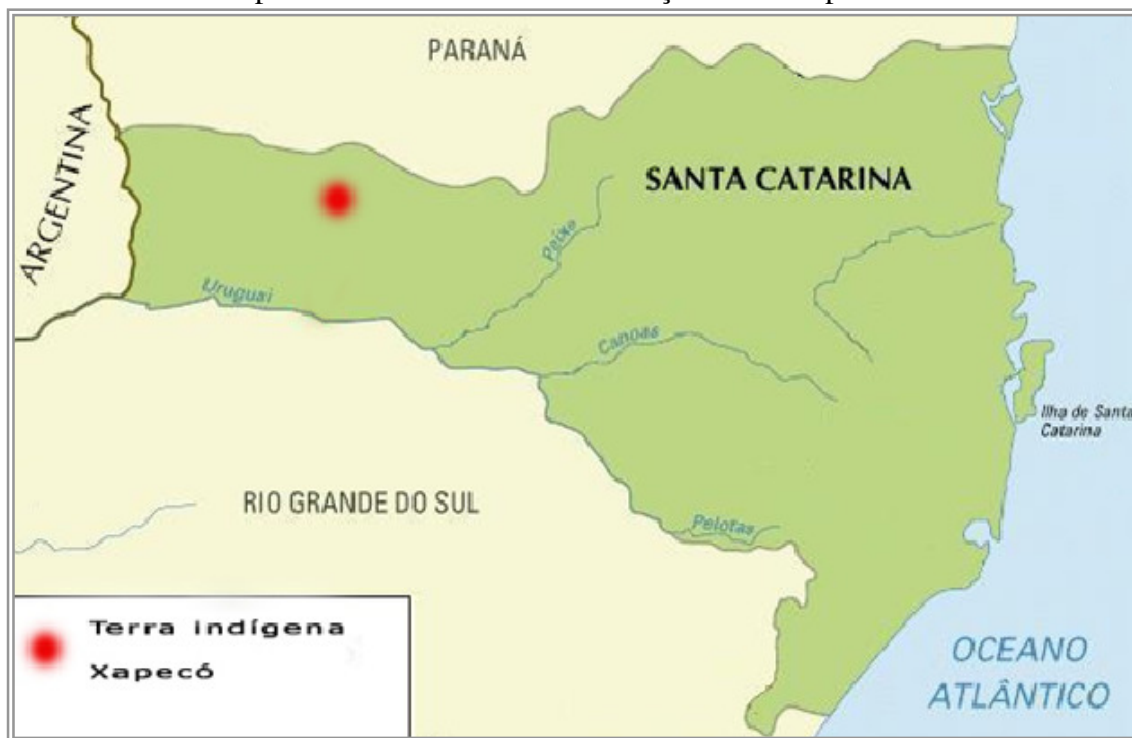 PARANÁ
ARGENTINA
SANTA CATARINA
Peixe
Uruguai
Canoas
Ilha de Santa
Catarina
RIO GRANDE DO SUL
Pelotas
Terra Indígena
Xapecó
OCEANO
ATLÂNTICO